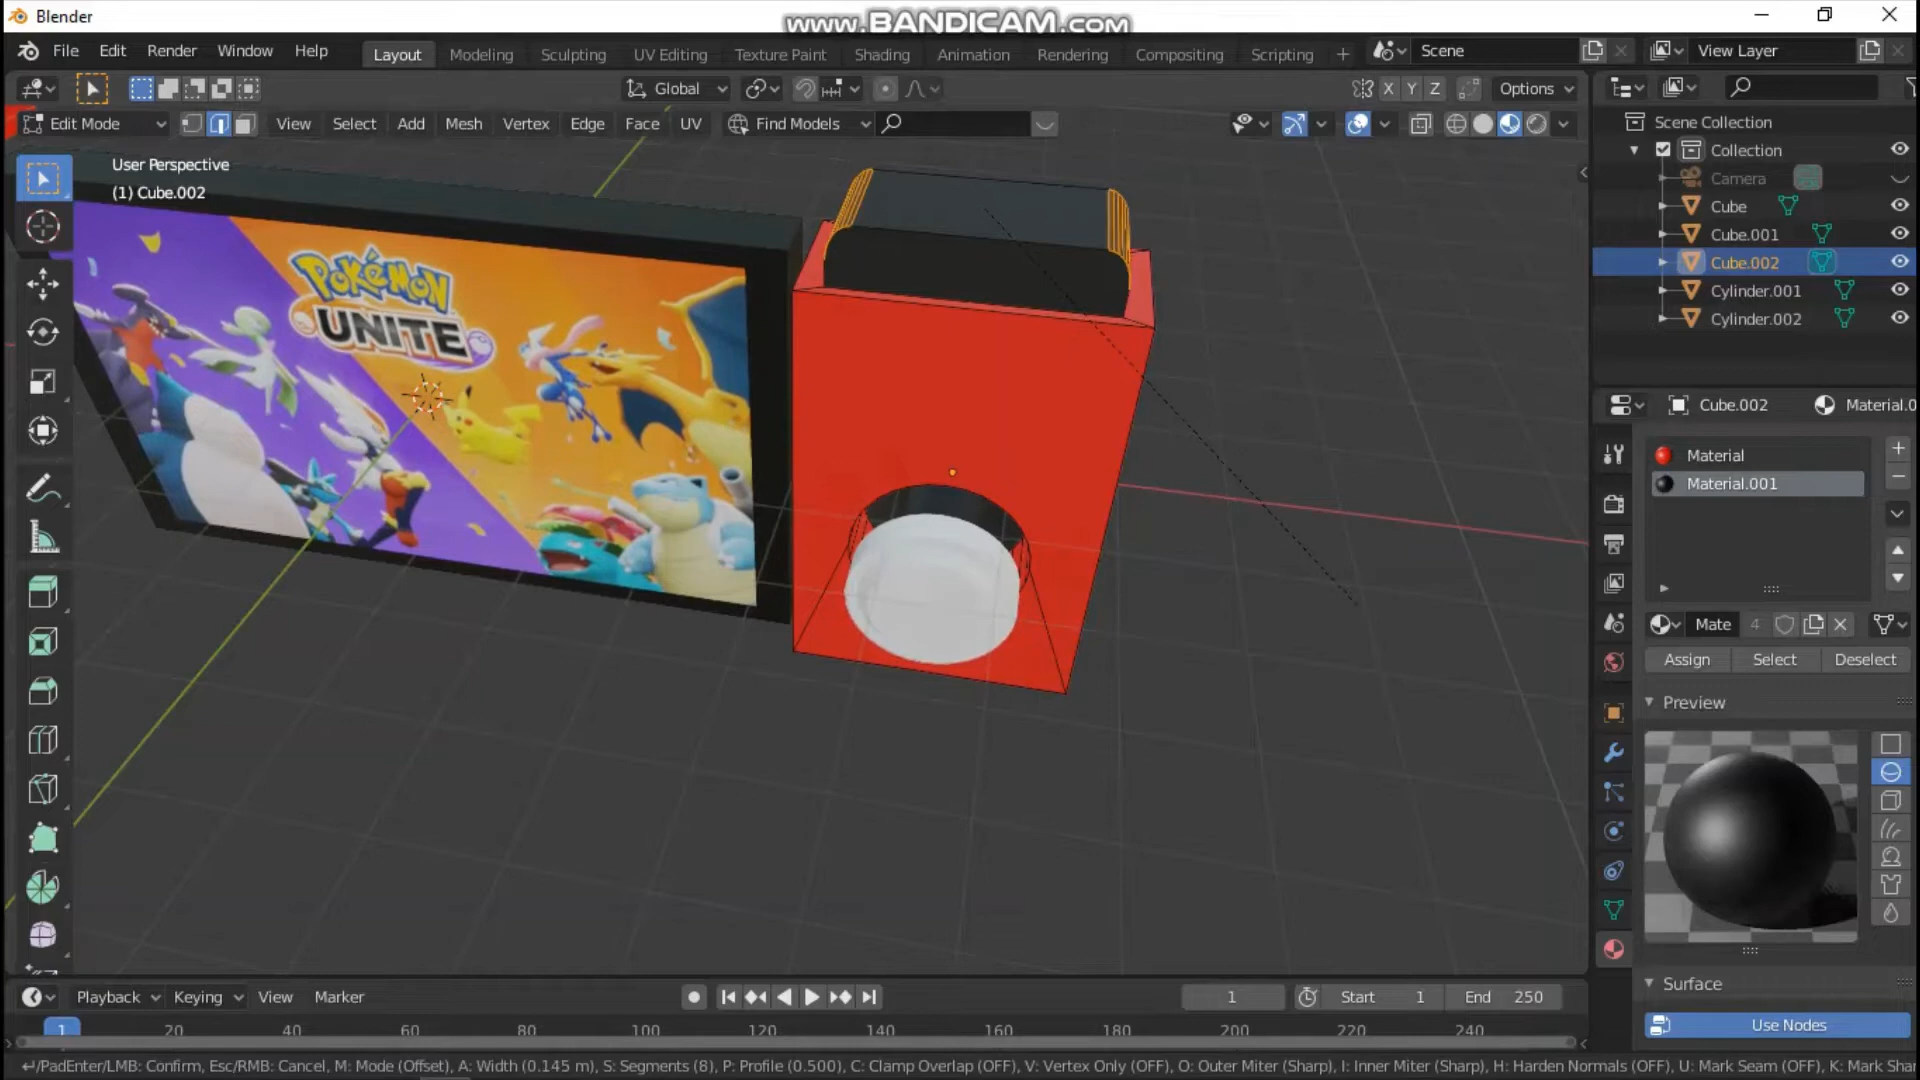 Blender
www.BANDICAM.com
File Edit Render Window Help
Layout Modeling Sculpting UV Editing Texture Paint Shading Animation Rendering Compositing Scripting +
Scene
View Layer
Global
X Y Z
Options
Edit Mode
View Select Add Mesh Vertex Edge Face UV
Find Models
User Perspective
(1) Cube.002
POKéMON
UNITE
Scene Collection
Collection
Camera
Cube
Cube.001
Cube.002
Cylinder.001
Cylinder.002
Cube.002
Material.0
Material
Material.001
Mate 4
Assign Select Deselect
Preview
Surface
Use Nodes
Playback Keying View Marker
1
Start 1
End 250
1 20 40 60 80 100 120 140 160 180 200 220 240
↵/PadEnter/LMB: Confirm, Esc/RMB: Cancel, M: Mode (Offset), A: Width (0.145 m), S: Segments (8), P: Profile (0.500), C: Clamp Overlap (OFF), V: Vertex Only (OFF), O: Outer Miter (Sharp), I: Inner Miter (Sharp), H: Harden Normals (OFF), U: Mark Seam (OFF), K: Mark Shar